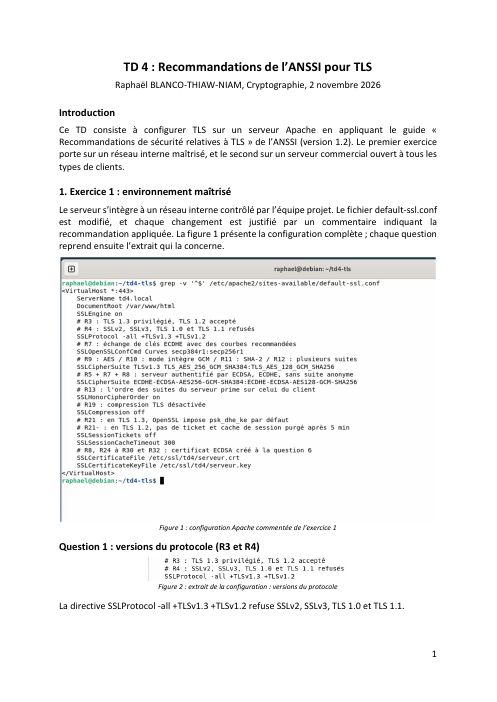 TD 4 : Recommandations de l'ANSSI pour TLS
Raphaël BLANCO-THIAW-NIAM, Cryptographie, 2 novembre 2026
Introduction
Ce TD consiste à configurer TLS sur un serveur Apache en appliquant le guide «
Recommandations de sécurité relatives à TLS » de l'ANSSI (version 1.2). Le premier exercice
porte sur un réseau interne maîtrisé, et le second sur un serveur commercial ouvert à tous les
types de clients.
1. Exercice 1 : environnement maîtrisé
Le serveur s'intègre à un réseau interne contrôlé par l'équipe projet. Le fichier default-ssl.conf
est modifié, et chaque changement est justifié par un commentaire indiquant la
recommandation appliquée. La figure 1 présente la configuration complète ; chaque question
reprend ensuite l'extrait qui la concerne.
raphael@debian: ~/td4-tls
raphael@debian:~/td4-tls$ grep -v '^$' /etc/apache2/sites-available/default-ssl.conf
<VirtualHost *:443>
ServerName td4.local
DocumentRoot /var/www/html
SSLEngine on
# R3 : TLS 1.3 privilégié, TLS 1.2 accepté
# R4 : SSLv2, SSLv3, TLS 1.0 et TLS 1.1 refusés
SSLProtocol -all +TLSv1.3 +TLSv1.2
# R7 : échange de clés ECDHE avec des courbes recommandées
SSLOpenSSLConfCmd Curves secp384r1:secp256r1
# R9 : AES / R10 : mode intègre GCM / R11 : SHA-2 / R12 : plusieurs suites
SSLCipherSuite TLSv1.3 TLS_AES_256_GCM_SHA384:TLS_AES_128_GCM_SHA256
# R5 + R7 + R8 : serveur authentifié par ECDSA, ECDHE, sans suite anonyme
SSLCipherSuite ECDHE-ECDSA-AES256-GCM-SHA384:ECDHE-ECDSA-AES128-GCM-SHA256
# R13 : l'ordre des suites du serveur prime sur celui du client
SSLHonorCipherOrder on
# R19 : compression TLS désactivée
SSLCompression off
# R21 : en TLS 1.3, OpenSSL impose psk_dhe_ke par défaut
# R21- : en TLS 1.2, pas de ticket et cache de session purgé après 5 min
SSLSessionTickets off
SSLSessionCacheTimeout 300
# R8, R24 à R30 et R32 : certificat ECDSA créé à la question 6
SSLCertificateFile /etc/ssl/td4/serveur.crt
SSLCertificateKeyFile /etc/ssl/td4/serveur.key
</VirtualHost>
raphael@debian:~/td4-tls$
Figure 1 : configuration Apache commentée de l'exercice 1
Question 1 : versions du protocole (R3 et R4)
# R3 : TLS 1.3 privilégié, TLS 1.2 accepté
# R4 : SSLv2, SSLv3, TLS 1.0 et TLS 1.1 refusés
SSLProtocol -all +TLSv1.3 +TLSv1.2
Figure 2 : extrait de la configuration : versions du protocole
La directive SSLProtocol -all +TLSv1.3 +TLSv1.2 refuse SSLv2, SSLv3, TLS 1.0 et TLS 1.1.
1